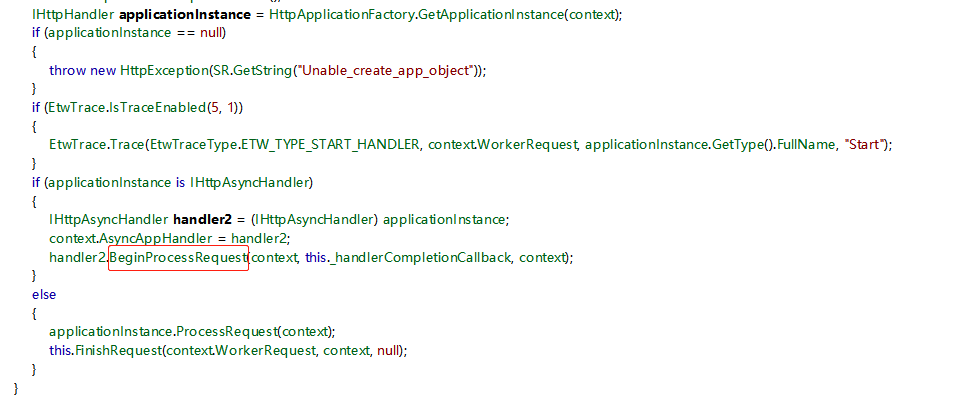 IHttpHandler applicationInstance = HttpApplicationFactory.GetApplicationInstance(context);
if (applicationInstance == null)
{
throw new HttpException(SR.GetString("Unable_create_app_object"));
}
if (EtwTrace.IsTraceEnabled(5, 1))
{
EtwTrace.Trace(EtwTraceType.ETW_TYPE_START_HANDLER, context.WorkerRequest, applicationInstance.GetType().FullName, "Start");
}
if (applicationInstance is IHttpAsyncHandler)
{
IHttpAsyncHandler handler2 = (IHttpAsyncHandler) applicationInstance;
context.AsyncAppHandler = handler2;
handler2.BeginProcessRequest(context, this._handlerCompletionCallback, context);
}
else
{
applicationInstance.ProcessRequest(context);
this.FinishRequest(context.WorkerRequest, context, null);
}
}